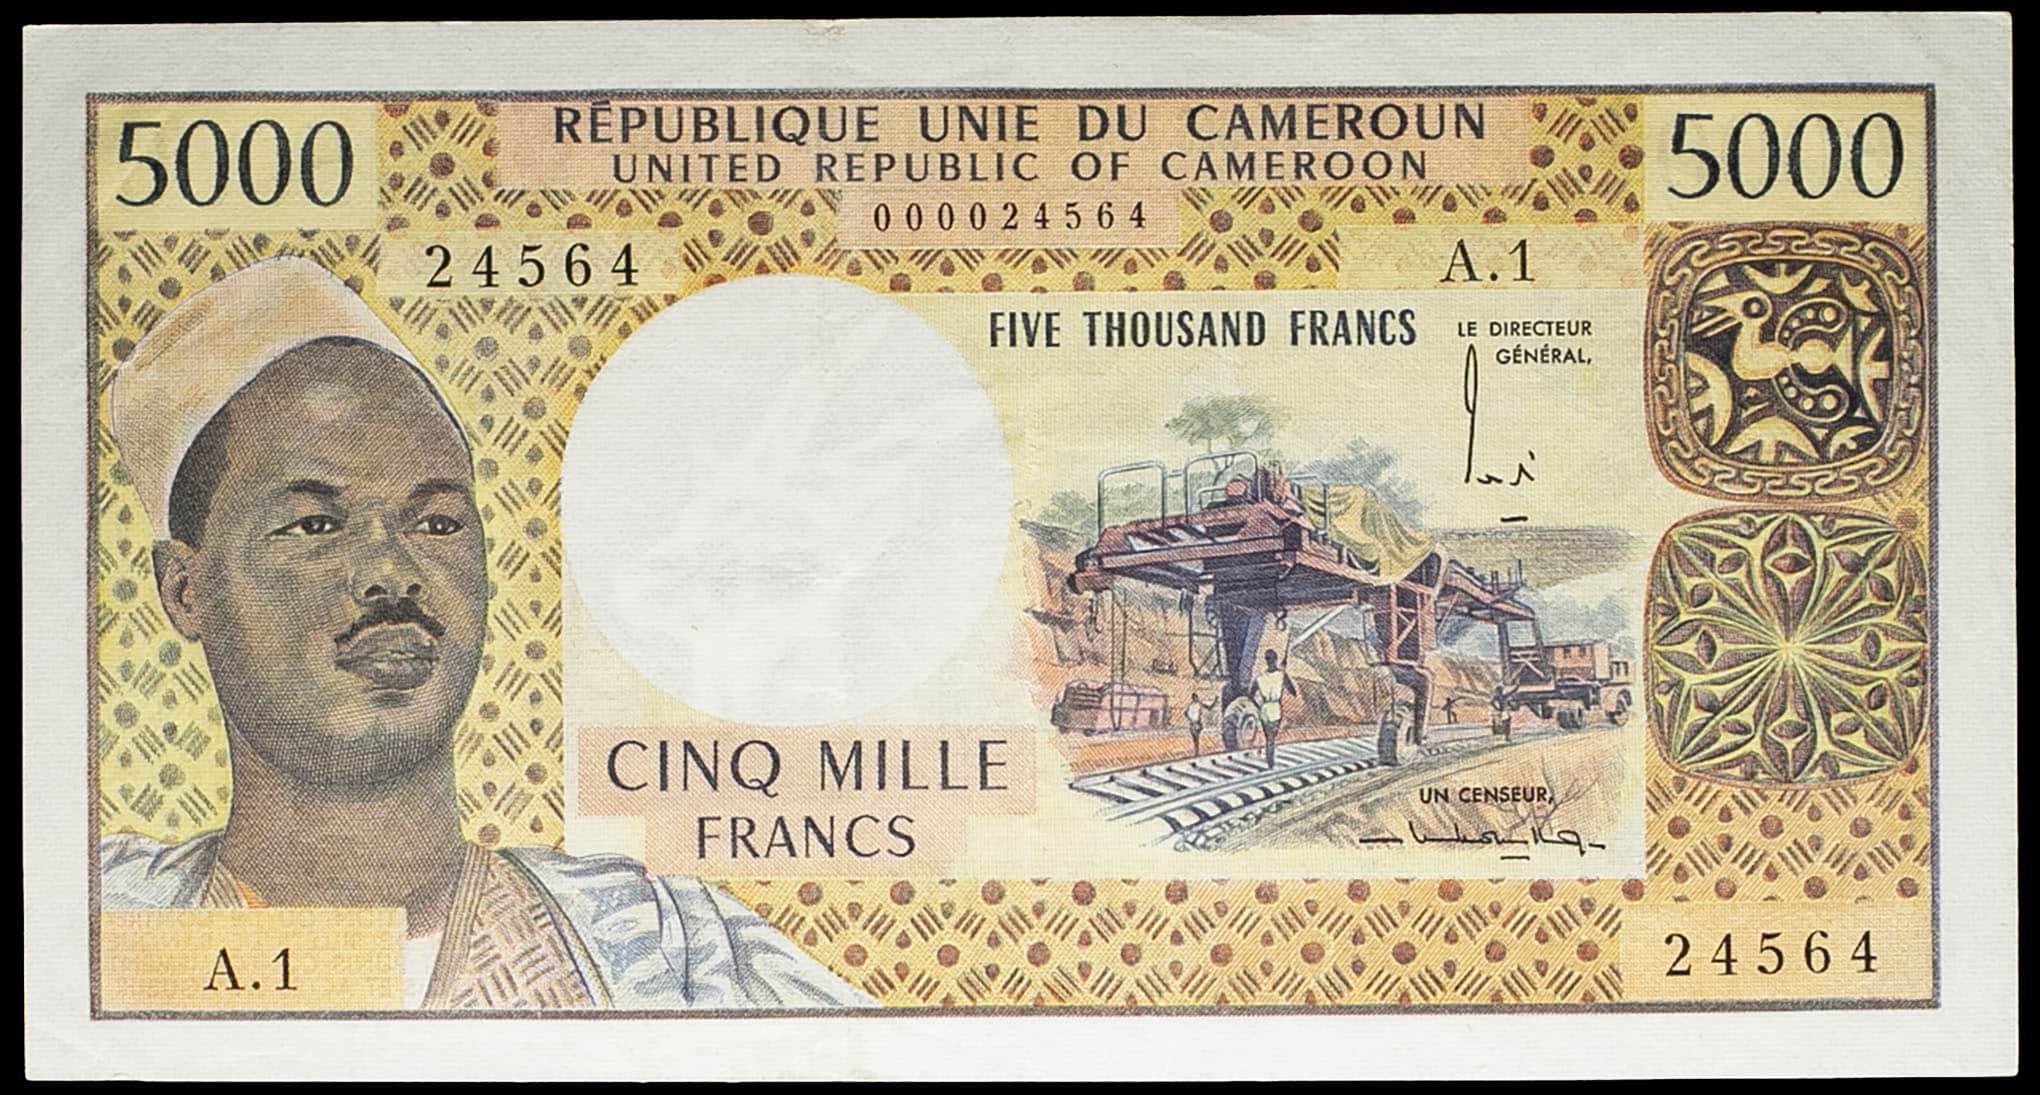 5000
RÉPUBLIQUE UNIE DU CAMEROUN
UNITED REPUBLIC OF CAMEROON
5000
000024564
24564
A.1
FIVE THOUSAND FRANCS
LE DIRECTEUR
GÉNÉRAL,
CINQ MILLE
FRANCS
UN CENSEUR,
A.1
24564